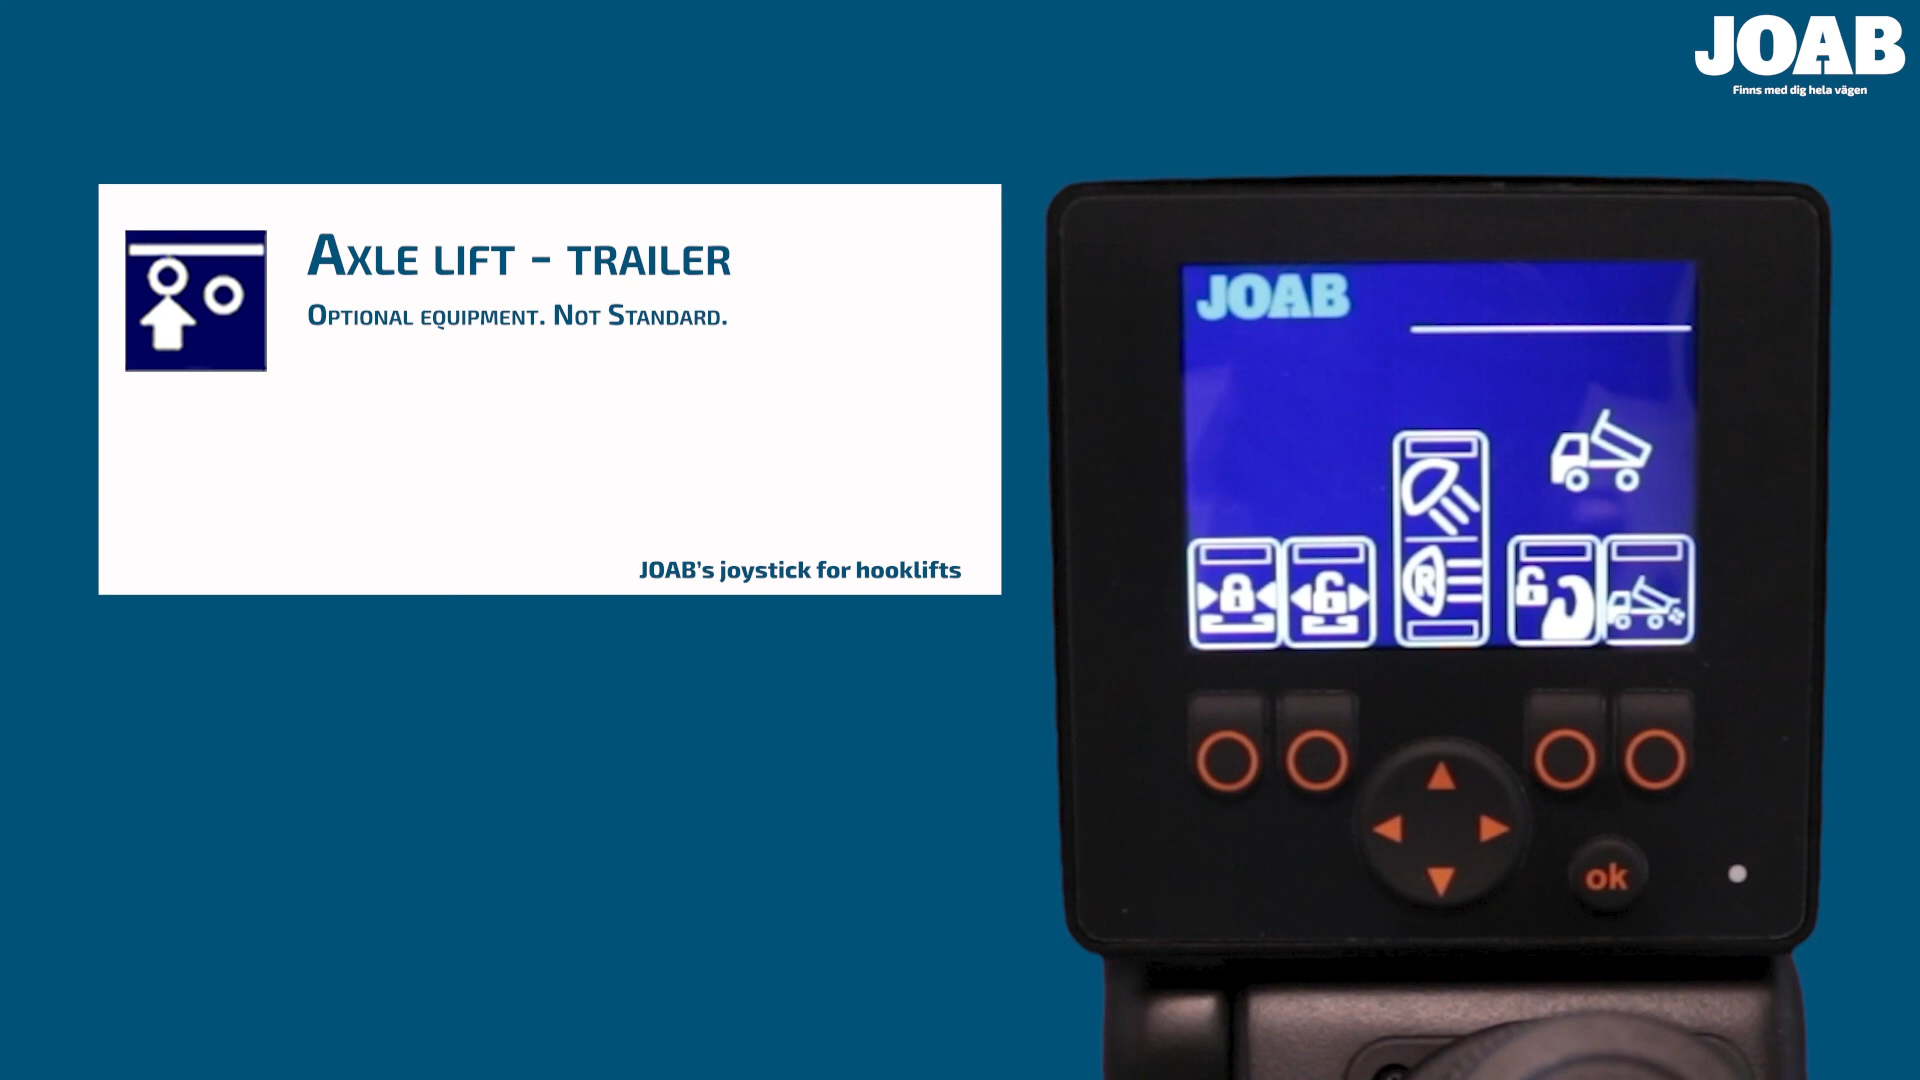 JOAB
Finns med dig hela vägen
Axle lift - trailer
Optional equipment. Not Standard.
JOAB's joystick for hooklifts
JOAB
R
ok